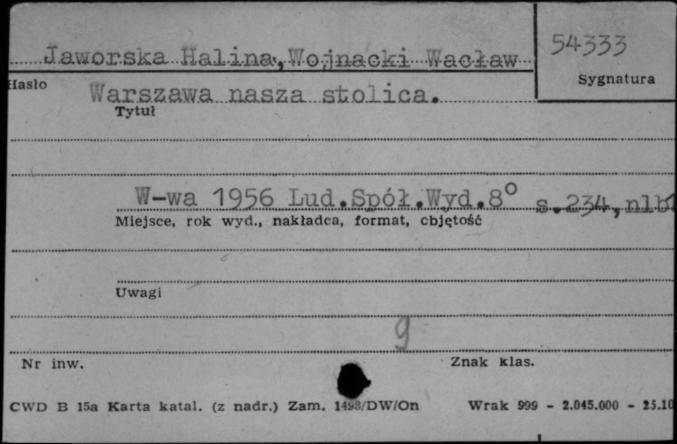 54333
Jaworska Halina, Wojnacki Wacław
Hasło
Sygnatura
Warszawa nasza stolica.
Tytuł
W-wa 1956 Lud.Spół.Wyd.8° s.234, nlb
Miejsce, rok wyd., nakładca, format, objętość
Uwagi
9
Nr inw.
Znak klas.
CWD B 15a Karta katal. (z nadr.) Zam. 1498/DW/On Wrak 999 - 2.045.000 - 25.10